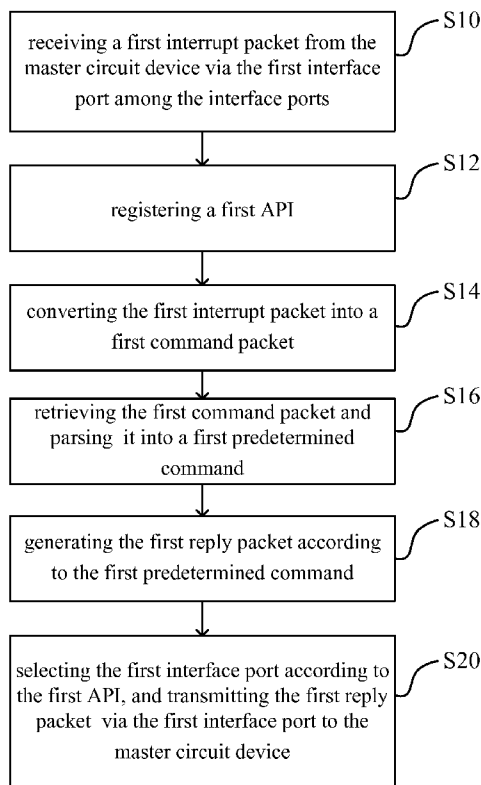 receiving a first interrupt packet from the
master circuit device via the first interface
port among the interface ports
S10
registering a first API
S12
converting the first interrupt packet into a
first command packet
S14
retrieving the first command packet and
parsing it into a first predetermined
command
S16
generating the first reply packet according
to the first predetermined command
S18
selecting the first interface port according to
the first API, and transmitting the first reply
packet via the first interface port to the
master circuit device
S20